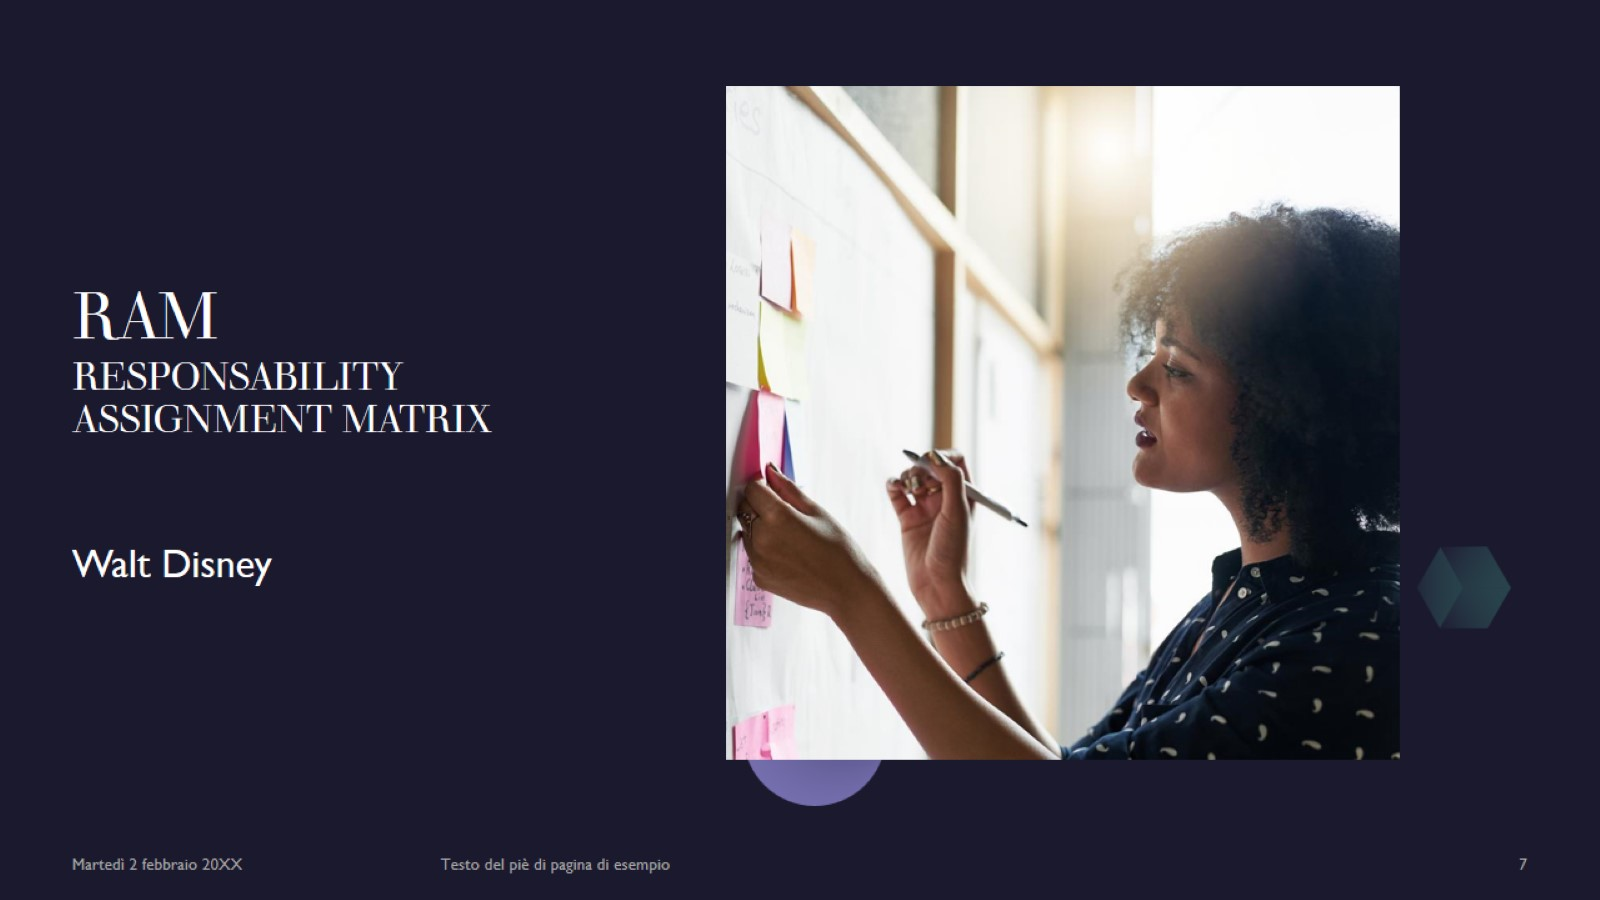 RAM
RESPONSABILITY
ASSIGNMENT MATRIX
Walt Disney
Martedì 2 febbraio 20XX
Testo del piè di pagina di esempio
7